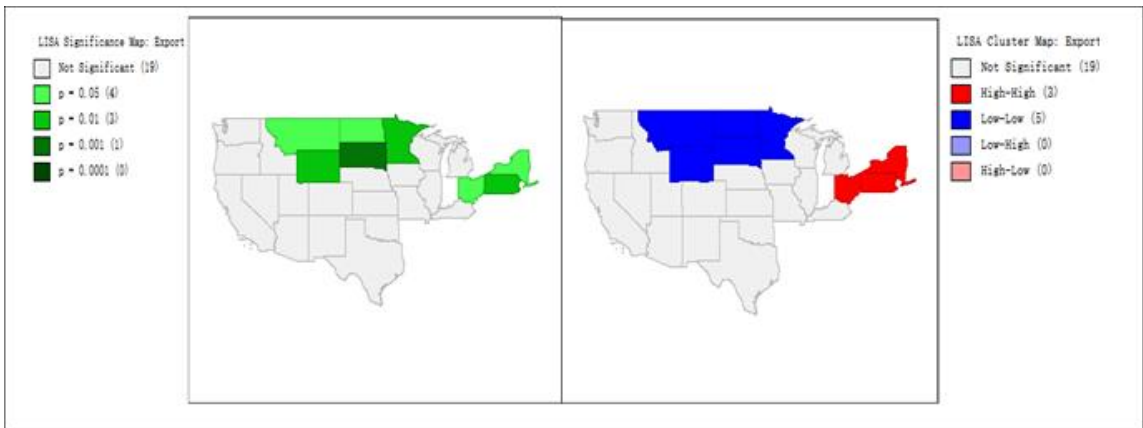 LISA Significance Map: Export
Not Significant (19)
p = 0.05 (4)
p = 0.01 (3)
p = 0.001 (1)
p = 0.0001 (0)
LISA Cluster Map: Export
Not Significant (19)
High-High (3)
Low-Low (5)
Low-High (0)
High-Low (0)